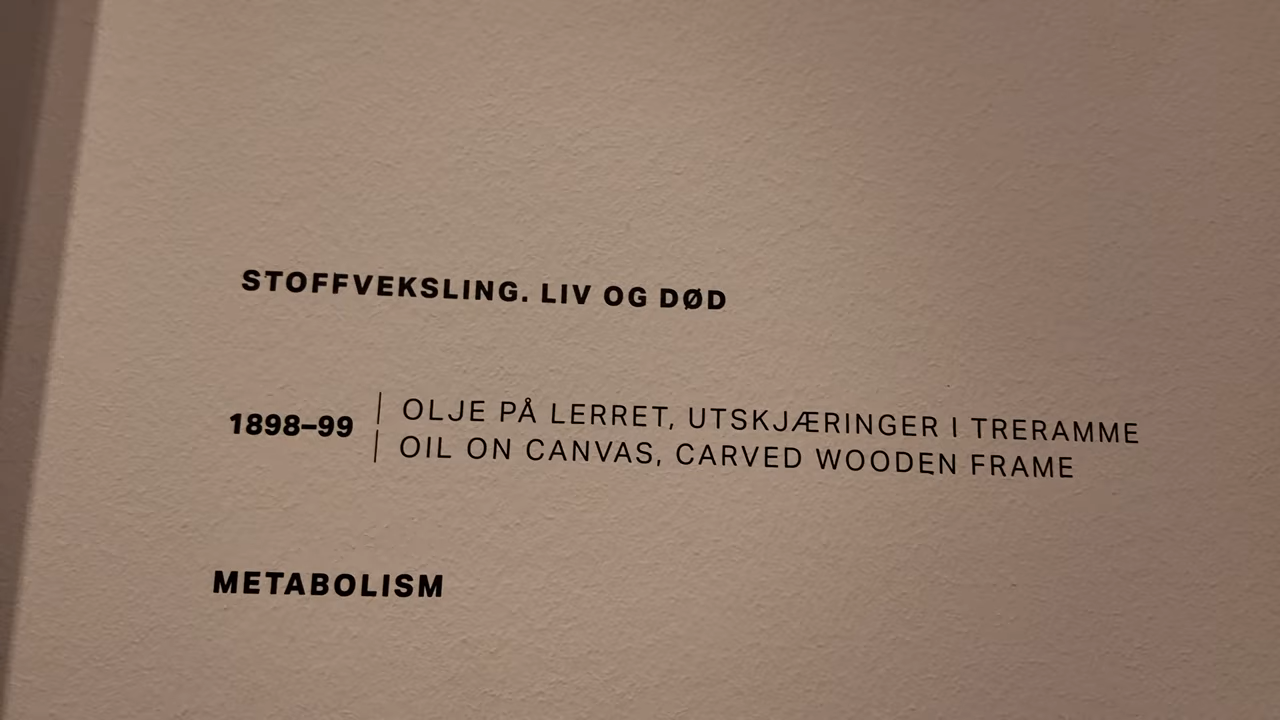 STOFFVEKSLING. LIV OG DØD
1898–99
OLJE PÅ LERRET, UTSKJÆRINGER I TRERAMME
OIL ON CANVAS, CARVED WOODEN FRAME
METABOLISM